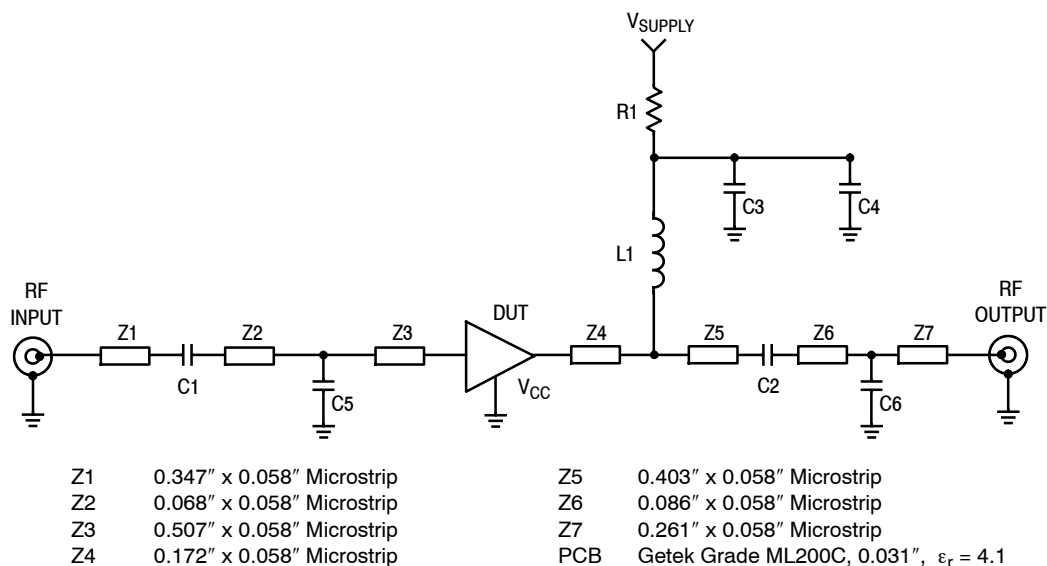 VSUPPLY
R1
C3
C4
L1
RF
INPUT
RF
OUTPUT
DUT
Z1
Z2
Z3
Z4
Z5
Z6
Z7
C1
C5
VCC
C2
C6
Z1 0.347″ x 0.058″ Microstrip
Z2 0.068″ x 0.058″ Microstrip
Z3 0.507″ x 0.058″ Microstrip
Z4 0.172″ x 0.058″ Microstrip
Z5 0.403″ x 0.058″ Microstrip
Z6 0.086″ x 0.058″ Microstrip
Z7 0.261″ x 0.058″ Microstrip
PCB Getek Grade ML200C, 0.031″, εr = 4.1